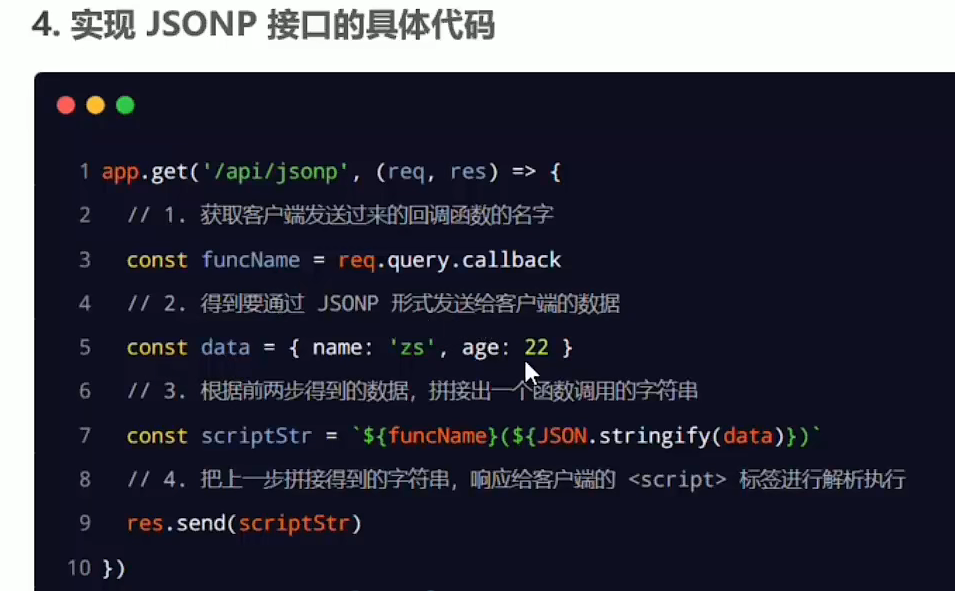 4. 实现 JSONP 接口的具体代码
1 app.get('/api/jsonp', (req, res) => {
2 // 1. 获取客户端发送过来的回调函数的名字
3 const funcName = req.query.callback
4 // 2. 得到要通过 JSONP 形式发送给客户端的数据
5 const data = { name: 'zs', age: 22 }
6 // 3. 根据前两步得到的数据，拼接出一个函数调用的字符串
7 const scriptStr = `${funcName}(${JSON.stringify(data)})`
8 // 4. 把上一步拼接得到的字符串，响应给客户端的 <script> 标签进行解析执行
9 res.send(scriptStr)
10 })